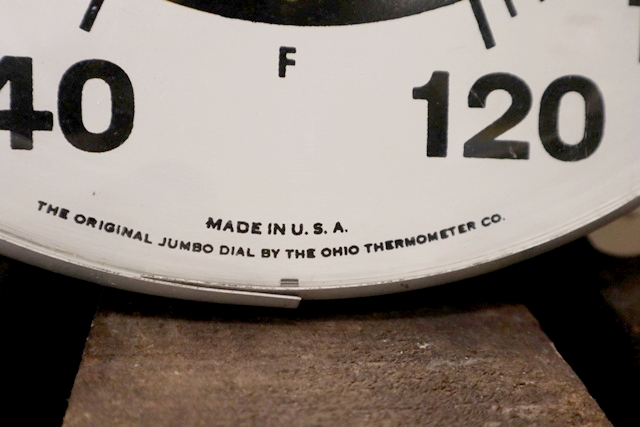 F
40
120
MADE IN U. S. A.
THE ORIGINAL JUMBO DIAL BY THE OHIO THERMOMETER CO.